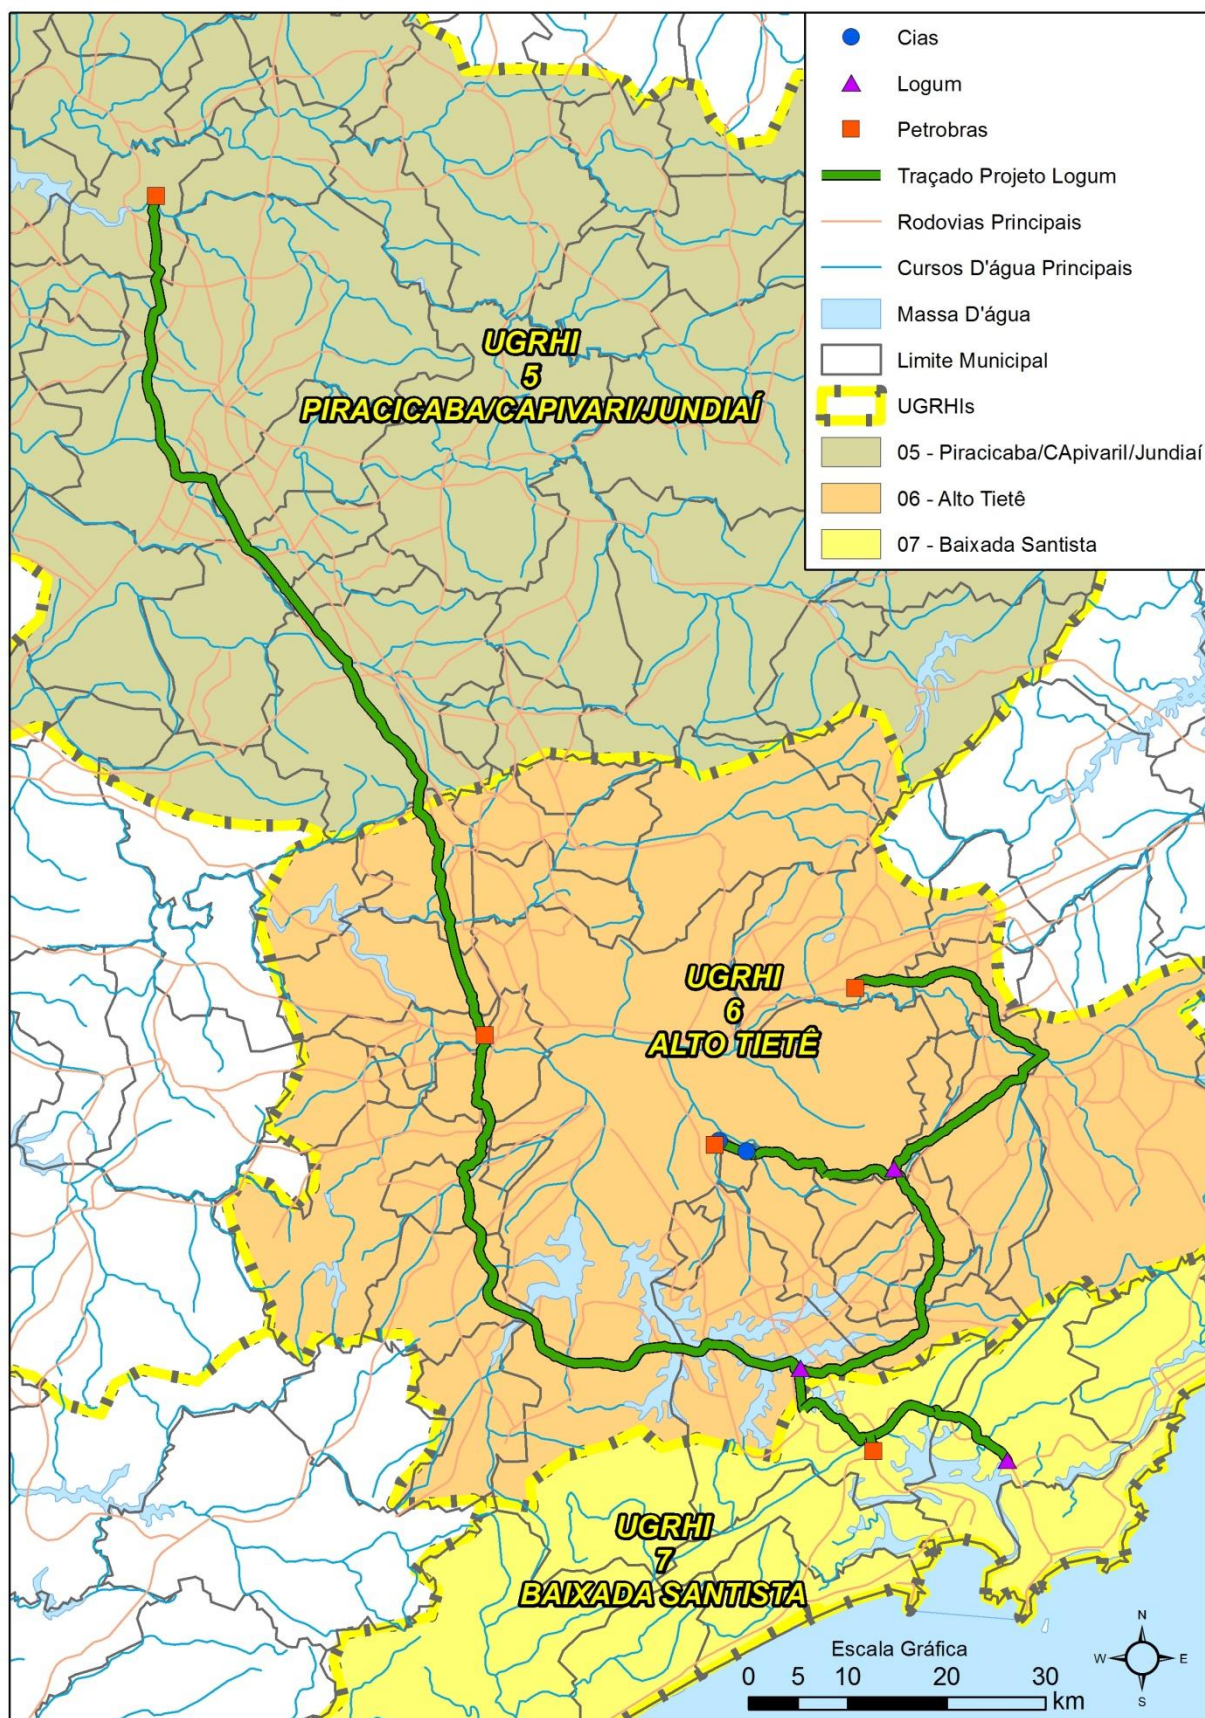 Cias
Logum
Petrobras
Traçado Projeto Logum
Rodovias Principais
Cursos D'água Principais
Massa D'água
Limite Municipal
UGRHIs
05 - Piracicaba/CApivaril/Jundiaí
06 - Alto Tietê
07 - Baixada Santista
UGRHI
5
PIRACICABA/CAPIVARI/JUNDIAÍ
UGRHI
6
ALTO TIETÊ
UGRHI
7
BAIXADA SANTISTA
N
W E
S
Escala Gráfica
0 5 10 20 30
km